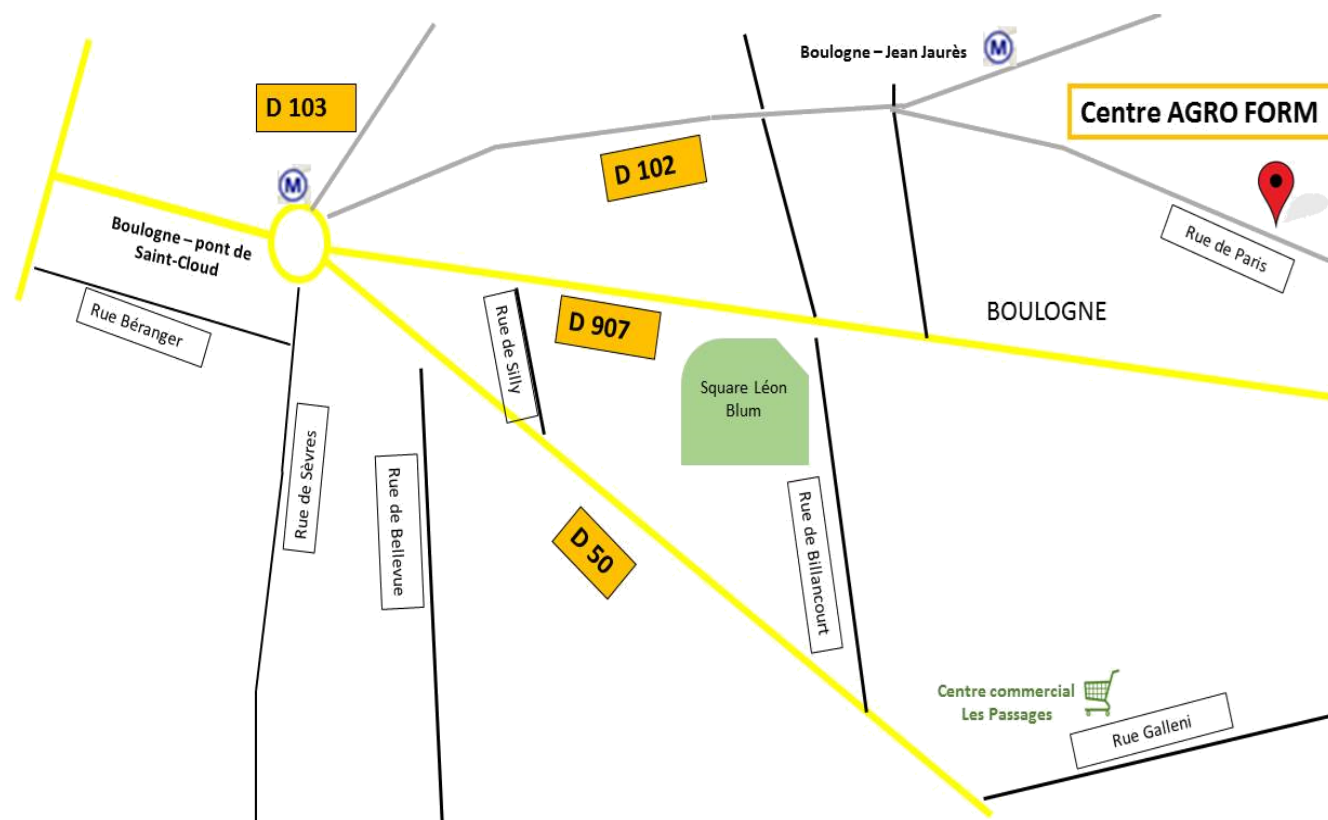 Boulogne – Jean Jaurès
M
D 103
Centre AGRO FORM
D 102
M
Boulogne – pont de
Saint-Cloud
Rue de Paris
Rue Béranger
Rue de Silly
D 907
BOULOGNE
Square Léon
Blum
Rue de Sèvres
Rue de Bellevue
D 50
Rue de Billancourt
Centre commercial
Les Passages
Rue Galleni